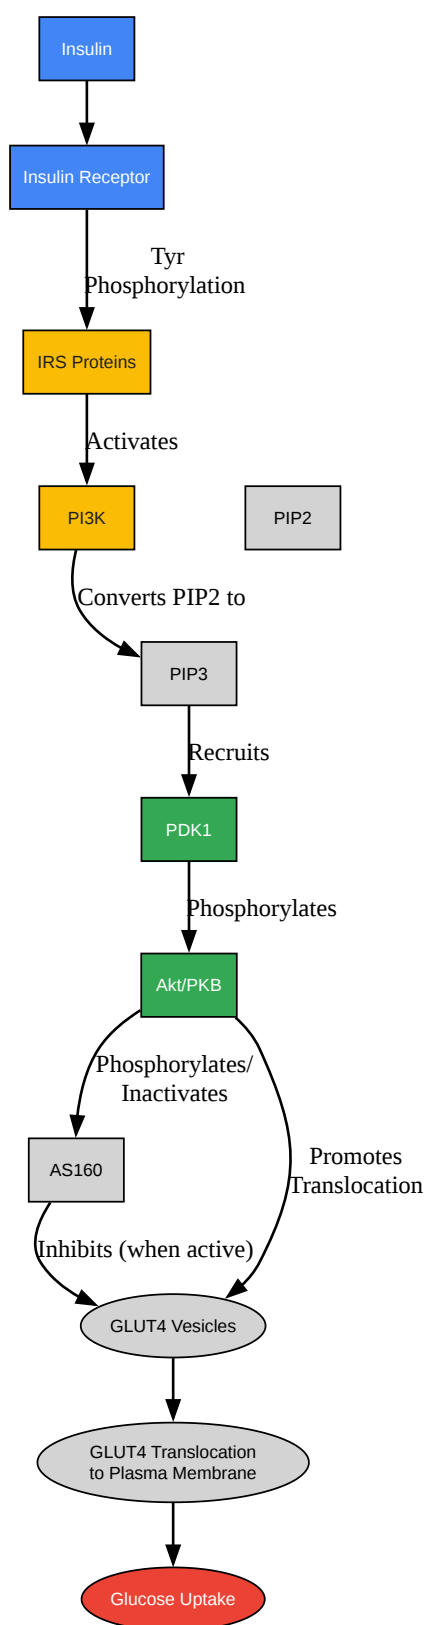 Insulin
Insulin Receptor
Tyr
Phosphorylation
IRS Proteins
Activates
PI3K
PIP2
Converts PIP2 to
PIP3
Recruits
PDK1
Phosphorylates
Akt/PKB
Phosphorylates/
Inactivates
Promotes
Translocation
AS160
Inhibits (when active)
GLUT4 Vesicles
GLUT4 Translocation
to Plasma Membrane
Glucose Uptake